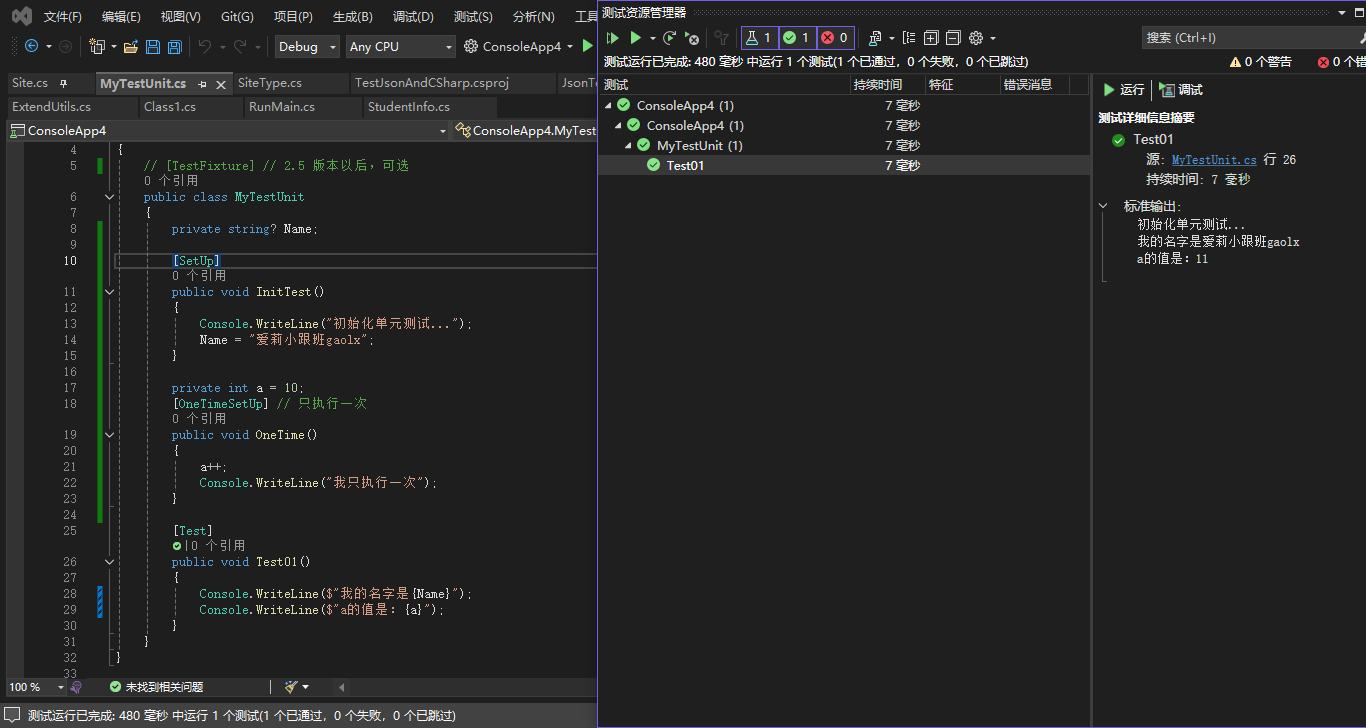 文件(F) 编辑(E) 视图(V) Git(G) 项目(P) 生成(B) 调试(D) 测试(S) 分析(N) 工具
Debug Any CPU ConsoleApp4
Site.cs MyTestUnit.cs SiteType.cs TestJsonAndCSharp.csproj
ExtendUtils.cs Class1.cs RunMain.cs StudentInfo.cs
ConsoleApp4 ConsoleApp4.MyTest
4 {
5 // [TestFixture] // 2.5 版本以后，可选
0 个引用
6 public class MyTestUnit
7 {
8 private string? Name;
9
10 [SetUp]
0 个引用
11 public void InitTest()
12 {
13 Console.WriteLine("初始化单元测试...");
14 Name = "爱莉小跟班gaolx";
15 }
16
17 private int a = 10;
18 [OneTimeSetUp] // 只执行一次
0 个引用
19 public void OneTime()
20 {
21 a++;
22 Console.WriteLine("我只执行一次");
23 }
24
25 [Test]
|0 个引用
26 public void Test01()
27 {
28 Console.WriteLine($"我的名字是{Name}");
29 Console.WriteLine($"a的值是: {a}");
30 }
31 }
32 }
33
100 % 未找到相关问题
测试运行已完成: 480 毫秒 中运行 1 个测试(1 个已通过，0 个失败，0 个已跳过)
测试资源管理器
1 1 0 搜索 (Ctrl+I)
测试运行已完成: 480 毫秒 中运行 1 个测试(1 个已通过，0 个失败，0 个已跳过) 0 个警告 0 个错
测试 持续时间 特征 错误消息
ConsoleApp4 (1) 7 毫秒
ConsoleApp4 (1) 7 毫秒
MyTestUnit (1) 7 毫秒
Test01 7 毫秒
运行 调试
测试详细信息摘要
Test01
源: MyTestUnit.cs 行 26
持续时间: 7 毫秒
标准输出:
初始化单元测试...
我的名字是爱莉小跟班gaolx
a的值是: 11